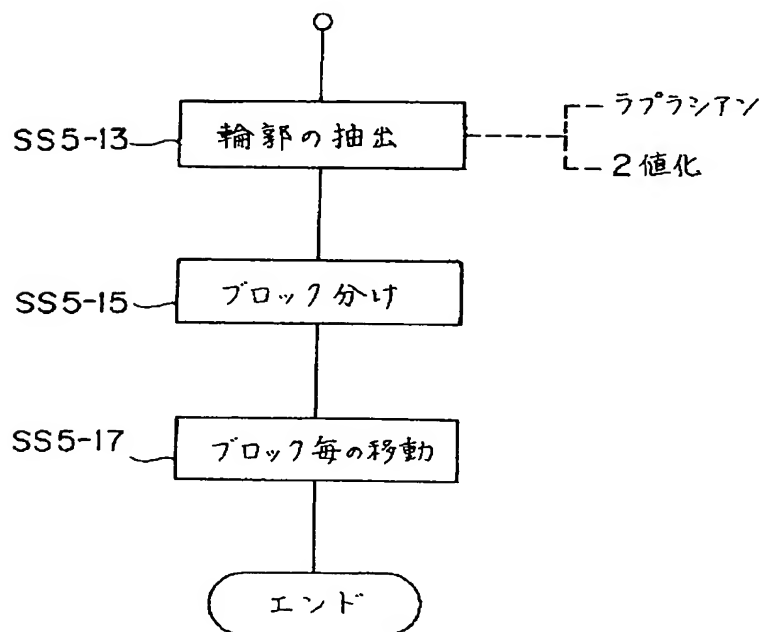 SS5-13
輪郭の抽出
ラプラシアン
2値化
SS5-15
ブロック分け
SS5-17
ブロック毎の移動
エンド